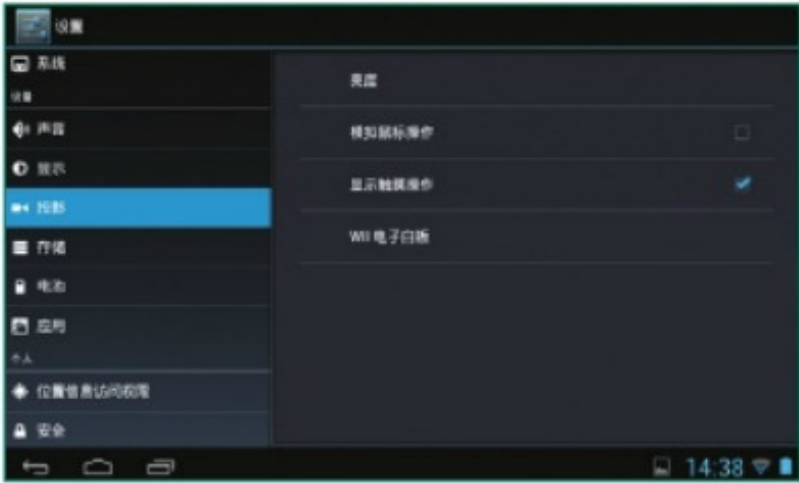 设置
系统
设备
声音
显示
投影
存储
电池
应用
个人
位置信息访问权限
安全
亮度
模拟鼠标操作
显示触摸操作
WII 电子白板
14:38